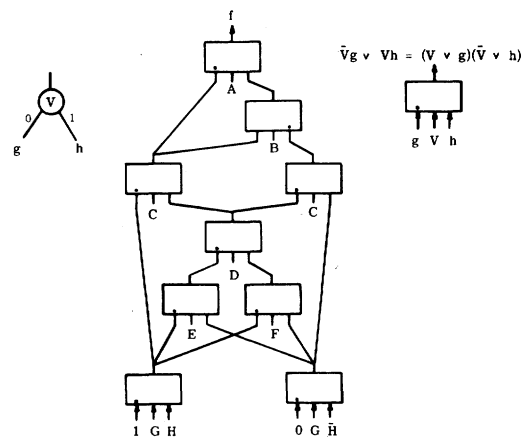 f
V̄g ∨ Vh = (V ∨ g)(V̄ ∨ h)
A
V
0 1
g h
g V h
B
C C
D
E F
1 G H 0 G H̄